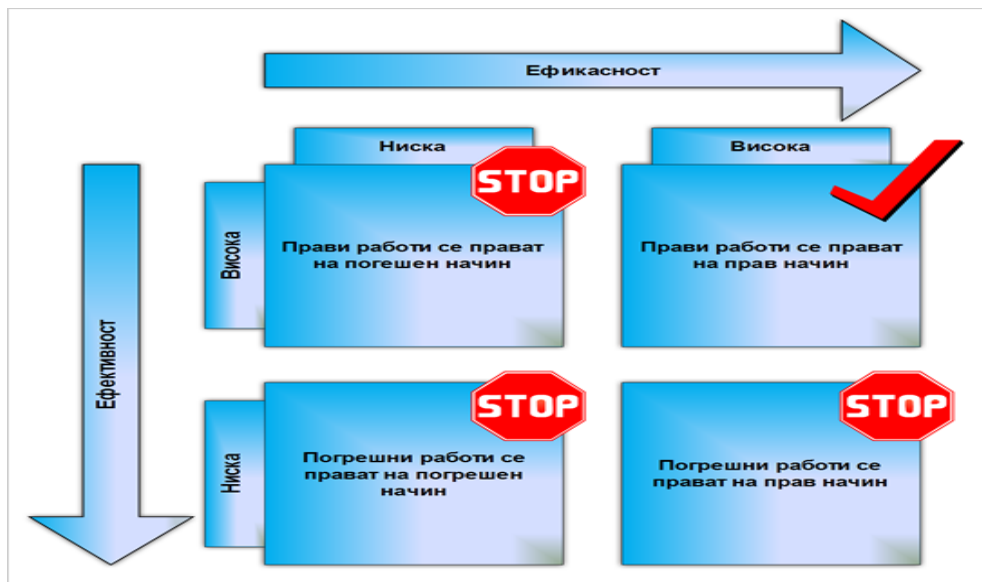 Ефикасност
Ниска
Висока
STOP
Висока
Прави работи се прават
на погешен начин
Прави работи се прават
на прав начин
Ефективност
STOP
STOP
Ниска
Погрешни работи се
прават на погрешен
начин
Погрешни работи се
прават на прав начин